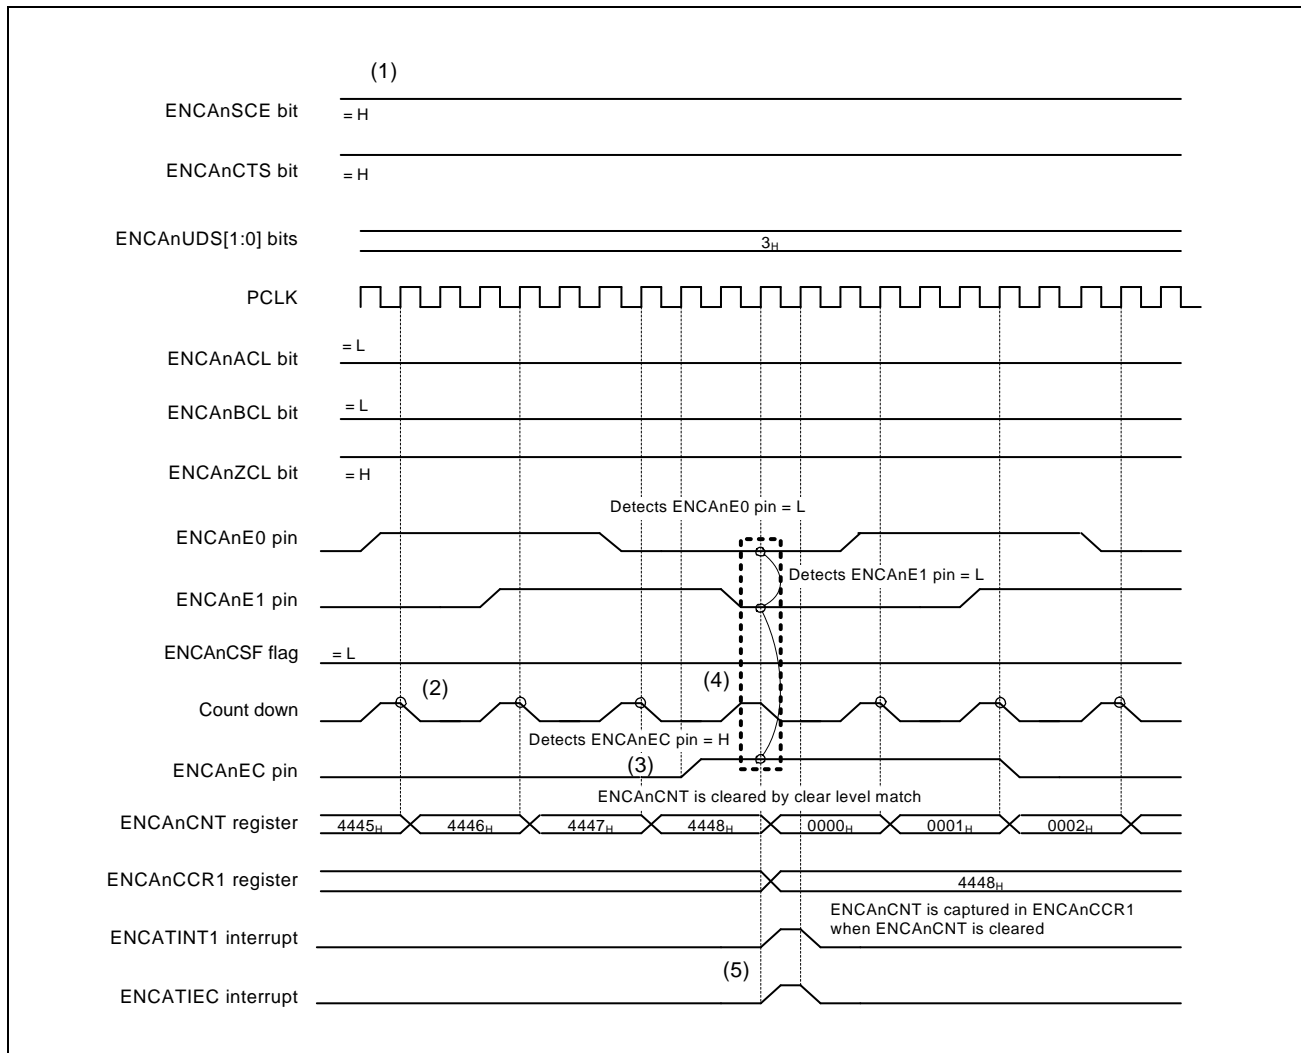 (1)
ENCAnSCE bit
= H
ENCAnCTS bit
= H
ENCAnUDS[1:0] bits
3H
PCLK
ENCAnACL bit
= L
ENCAnBCL bit
= L
ENCAnZCL bit
= H
Detects ENCAnE0 pin = L
ENCAnE0 pin
Detects ENCAnE1 pin = L
ENCAnE1 pin
ENCAnCSF flag
= L
(2)
(4)
Count down
Detects ENCAnEC pin = H
(3)
ENCAnEC pin
ENCAnCNT is cleared by clear level match
ENCAnCNT register
4445H 4446H 4447H 4448H 0000H 0001H 0002H
ENCAnCCR1 register
4448H
ENCAnCNT is captured in ENCAnCCR1
when ENCAnCNT is cleared
ENCATINT1 interrupt
(5)
ENCATIEC interrupt